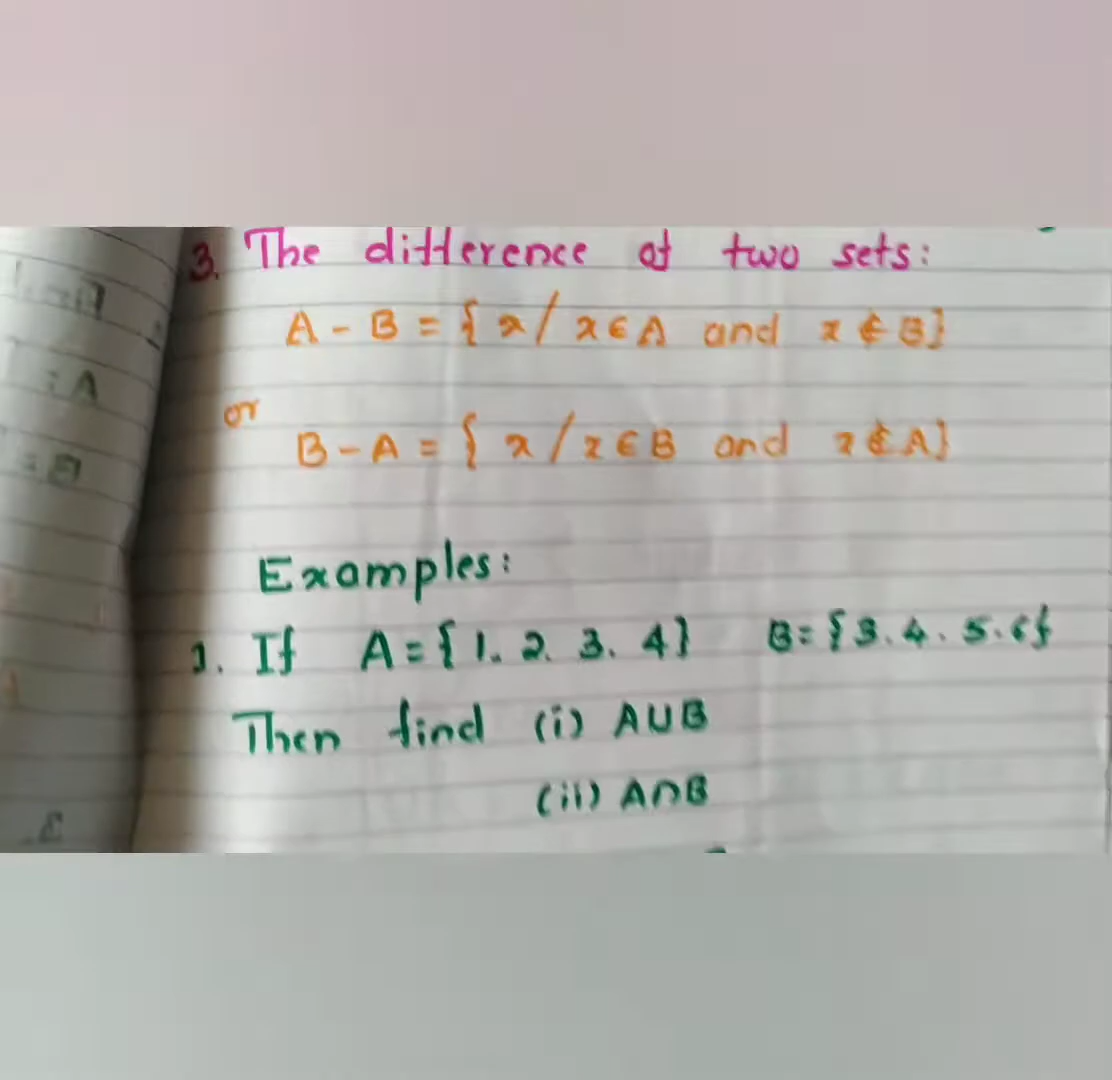 3. The difference of two sets:
A - B = { x / x ∈ A and x ∉ B}
or
B - A = { x / x ∈ B and x ∉ A}
Examples:
1. If A = { 1. 2. 3. 4} B = { 3. 4. 5. 6}
Then find (i) A∪B
(ii) A∩B
: A